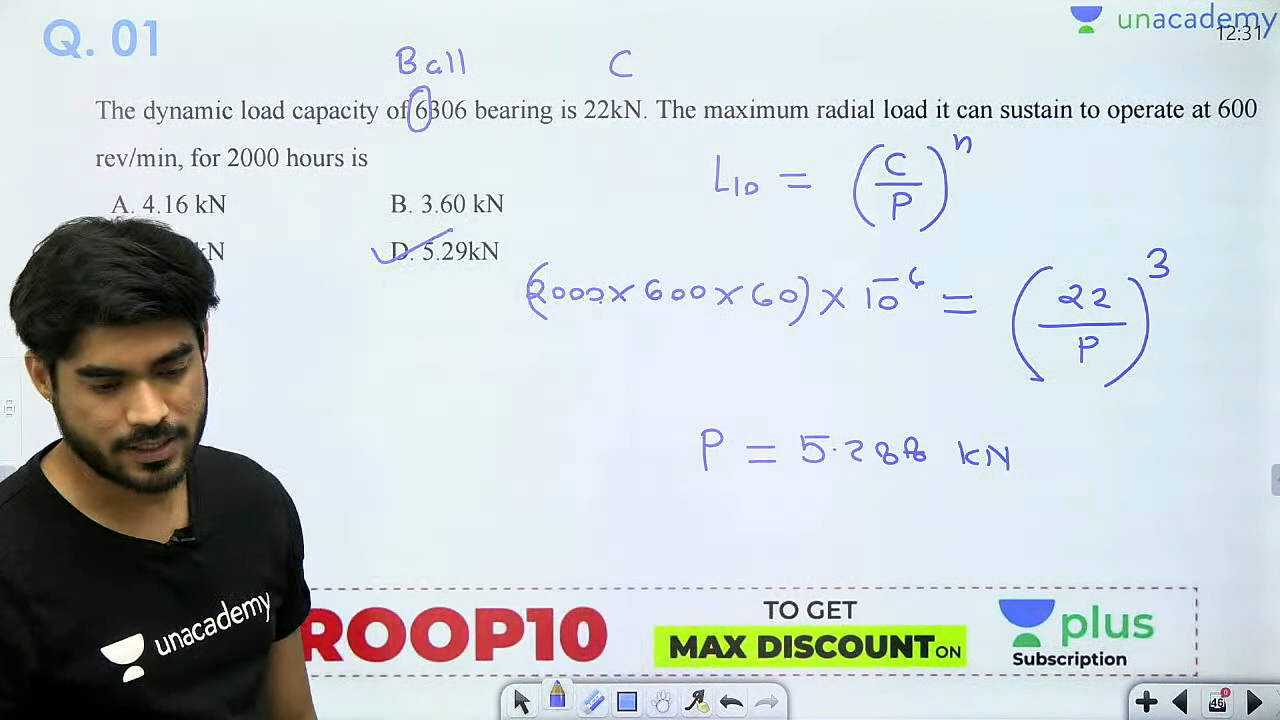 Q. 01
unacademy
12:31
Ball C
The dynamic load capacity of 6306 bearing is 22kN. The maximum radial load it can sustain to operate at 600
rev/min, for 2000 hours is
L10 = (C/P)^n
A. 4.16 kN B. 3.60 kN
kN D. 5.29kN
(2000 × 600 × 60) × 10^-6 = (22/P)^3
P = 5.288 kN
unacademy
ROOP10
TO GET
MAX DISCOUNT ON
plus
Subscription
46